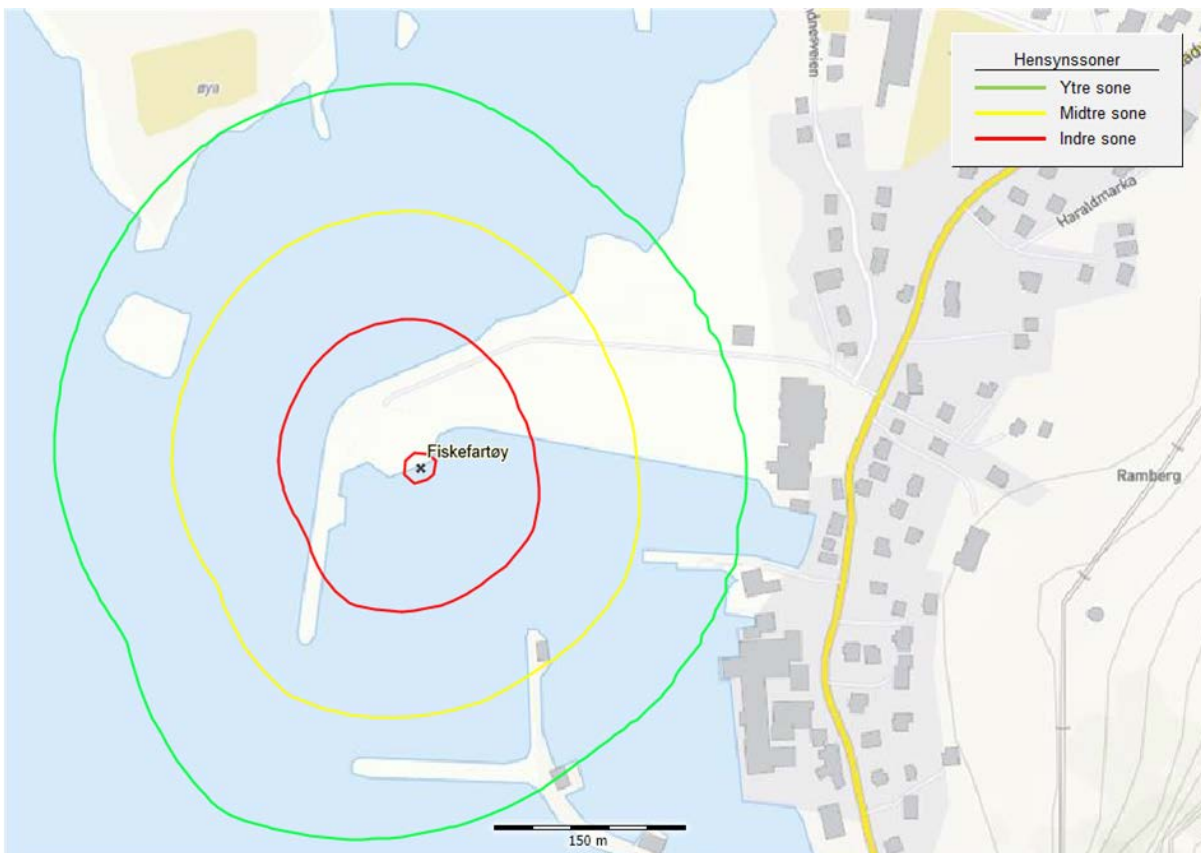 øya
Hensynssoner
Ytre sone
Midtre sone
Indre sone
Haraldmarka
Fiskefartøy
Ramberg
150 m